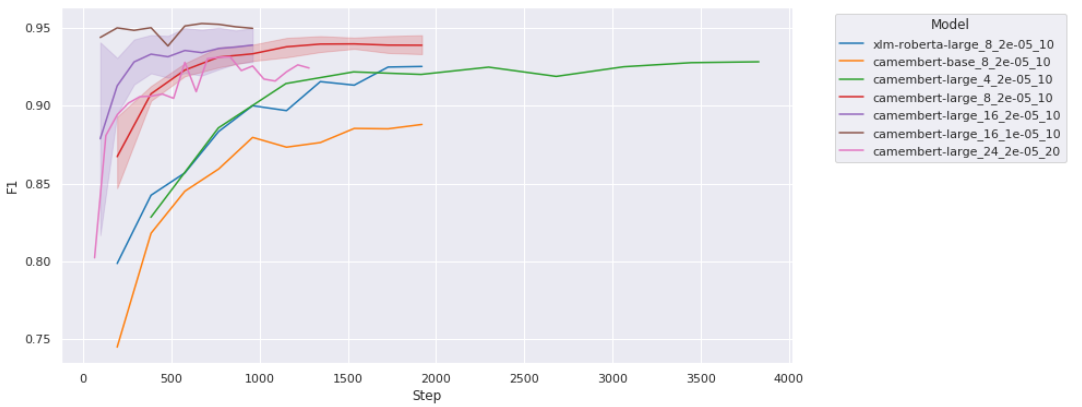 0.95
0.90
0.85
0.80
0.75
F1
0
500
1000
1500
2000
2500
3000
3500
4000
Step
Model
xlm-roberta-large_8_2e-05_10
camembert-base_8_2e-05_10
camembert-large_4_2e-05_10
camembert-large_8_2e-05_10
camembert-large_16_2e-05_10
camembert-large_16_1e-05_10
camembert-large_24_2e-05_20